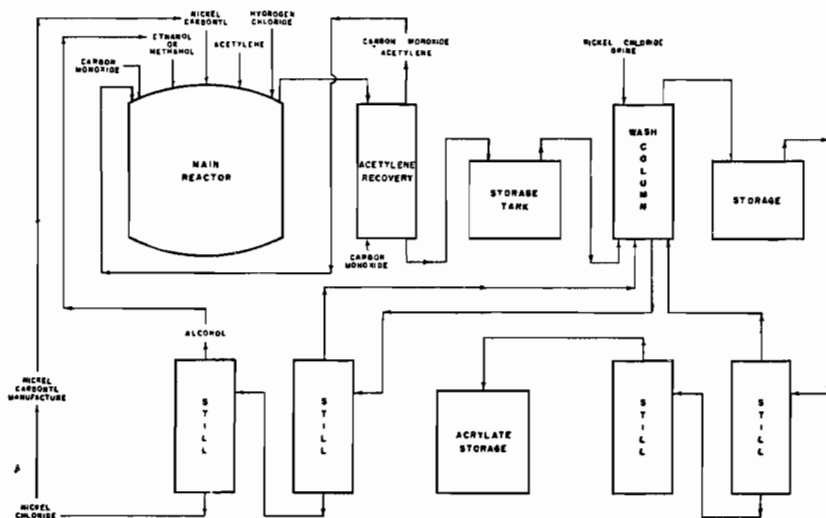 NICKEL
CARBONYL
HYDROGEN
CHLORIDE
ETHANOL
OR
METHANOL
ACETYLENE
CARBON
MONOXIDE
CARBON MONOXIDE
ACETYLENE
NICKEL CHLORIDE
BRINE
MAIN
REACTOR
ACETYLENE
RECOVERY
STORAGE
TANK
WASH
COLUMN
STORAGE
CARBON
MONOXIDE
ALCOHOL
NICKEL
CARBONYL
MANUFACTURE
STILL
STILL
ACRYLATE
STORAGE
STILL
STILL
NICKEL
CHLORIDE